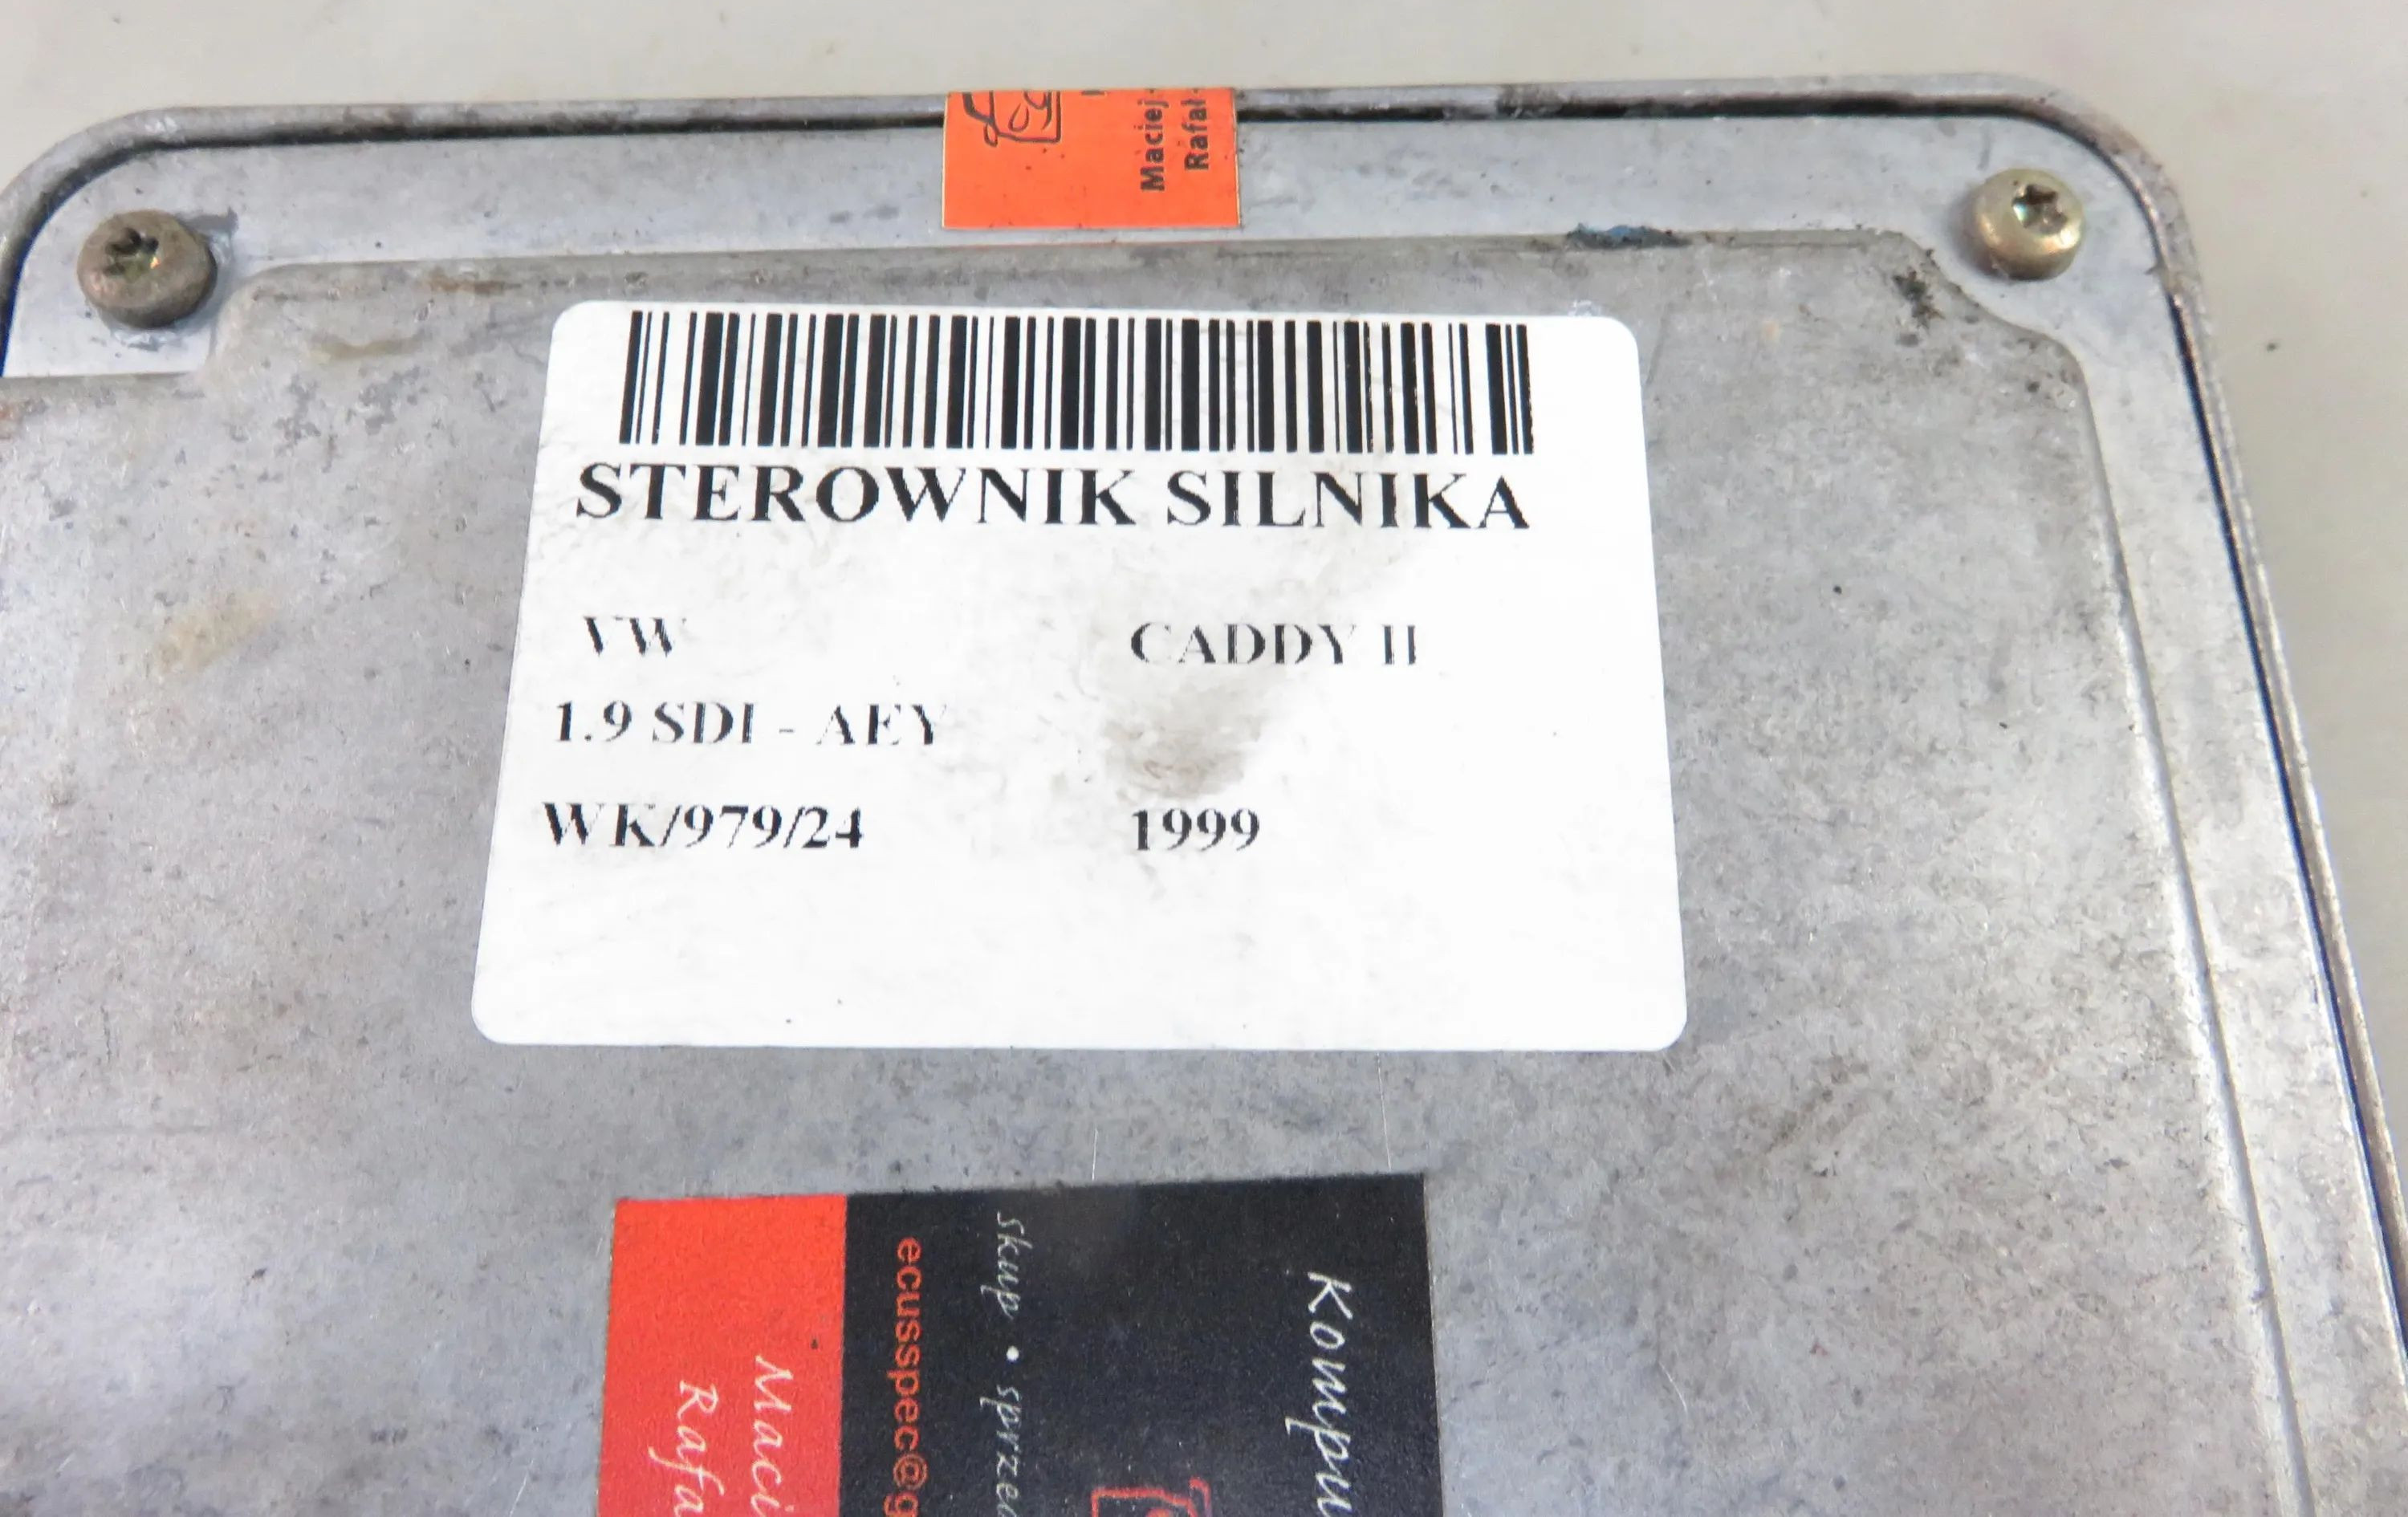 Maciej
Rafał
STEROWNIK SILNIKA
VW CADDY II
1.9 SDI - AEY
WK/979/24 1999
Kompu
Skup • sprzed
ecusspec@g
Maci
Rafa